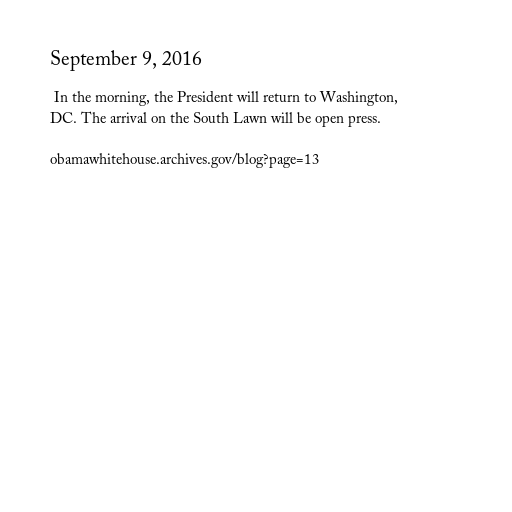 September 9, 2016
In the morning, the President will return to Washington,
DC. The arrival on the South Lawn will be open press.
obamawhitehouse.archives.gov/blog?page=13